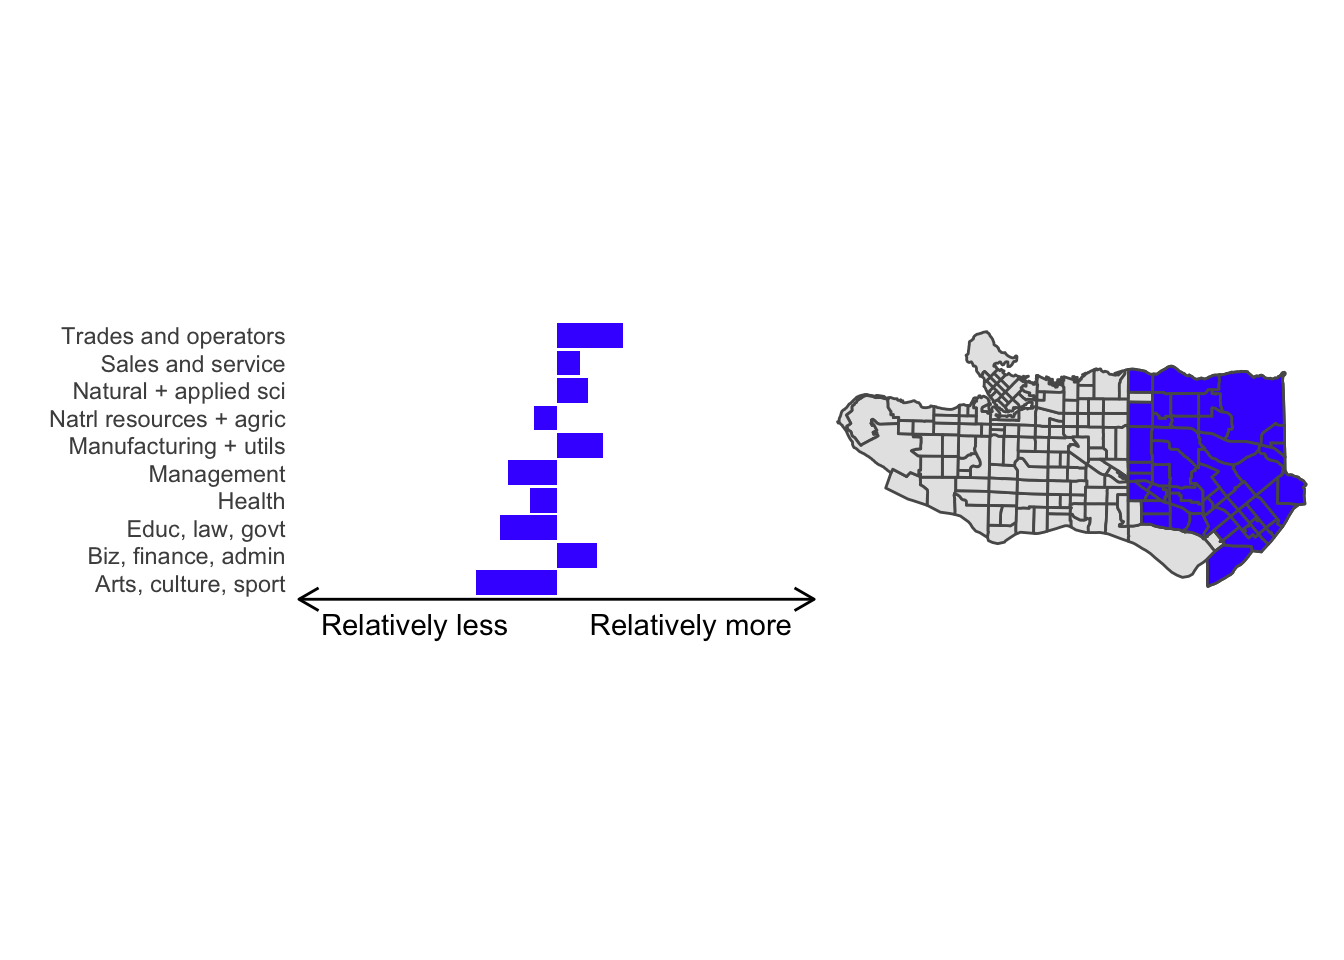 Trades and operators
Sales and service
Natural + applied sci
Natrl resources + agric
Manufacturing + utils
Management
Health
Educ, law, govt
Biz, finance, admin
Arts, culture, sport
Relatively less
Relatively more